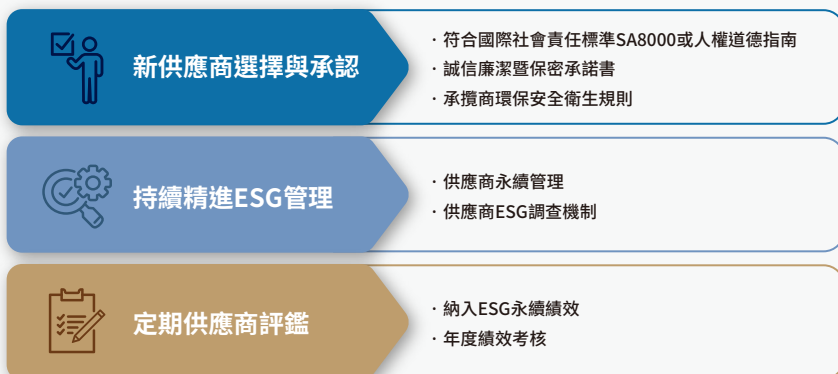 新供應商選擇與承認
·符合國際社會責任標準SA8000或人權道德指南
·誠信廉潔暨保密承諾書
·承攬商環保安全衛生規則
持續精進ESG管理
·供應商永續管理
·供應商ESG調查機制
定期供應商評鑑
·納入ESG永續績效
·年度績效考核